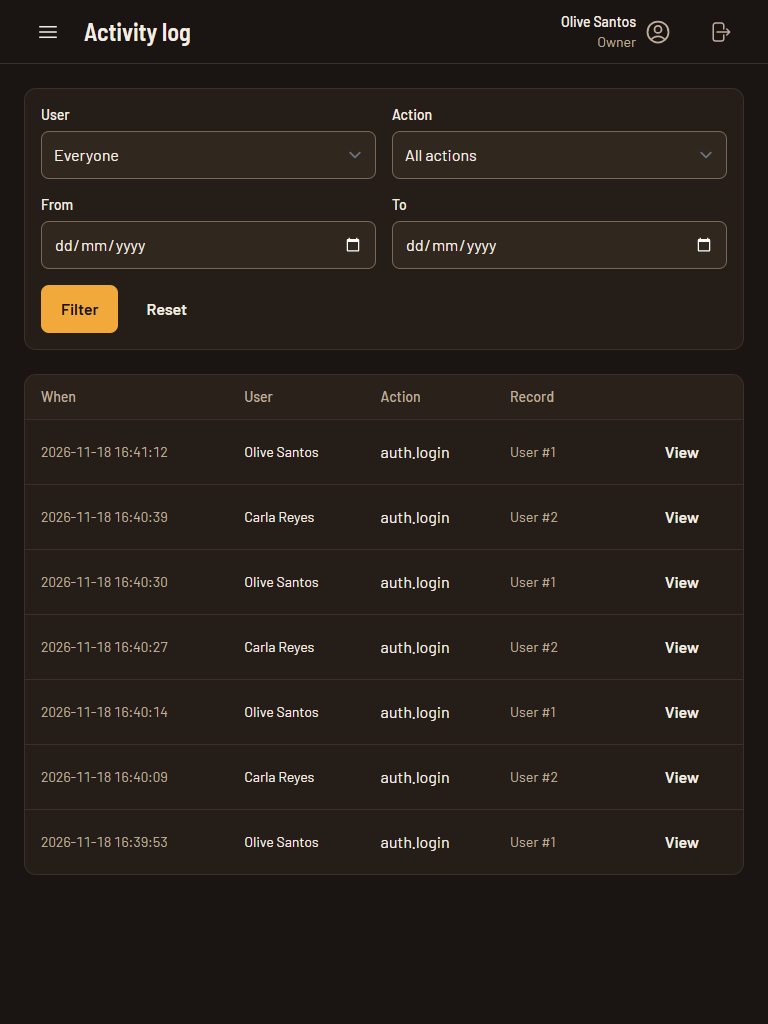 Activity log
Olive Santos
Owner
User
Action
Everyone
All actions
From
To
dd/mm/yyyy
dd/mm/yyyy
Filter
Reset
When User Action Record
2026-11-18 16:41:12 Olive Santos auth.login User #1 View
2026-11-18 16:40:39 Carla Reyes auth.login User #2 View
2026-11-18 16:40:30 Olive Santos auth.login User #1 View
2026-11-18 16:40:27 Carla Reyes auth.login User #2 View
2026-11-18 16:40:14 Olive Santos auth.login User #1 View
2026-11-18 16:40:09 Carla Reyes auth.login User #2 View
2026-11-18 16:39:53 Olive Santos auth.login User #1 View